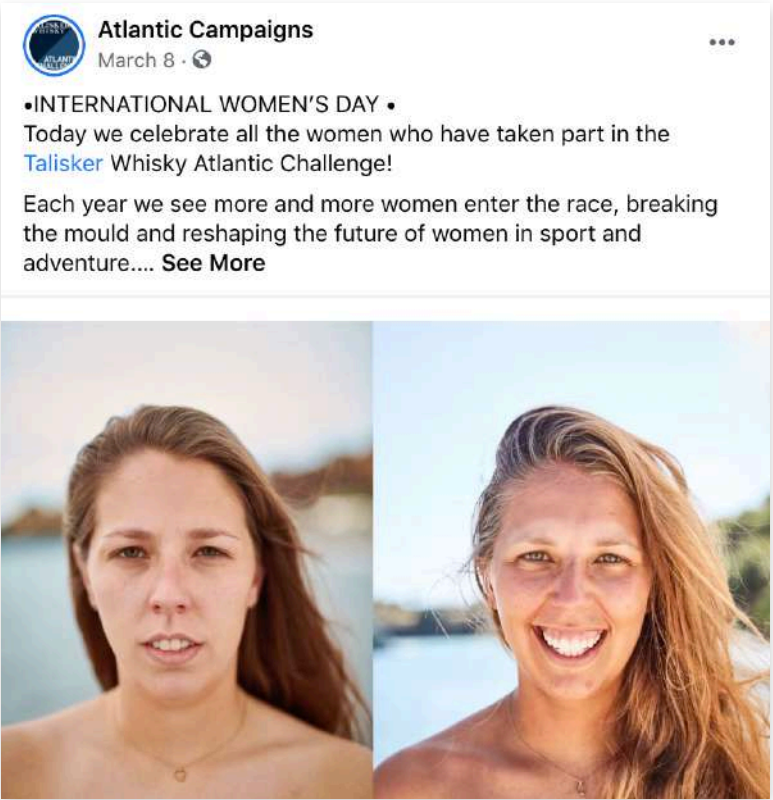 Atlantic Campaigns
March 8 ·
•INTERNATIONAL WOMEN'S DAY •
Today we celebrate all the women who have taken part in the
Talisker Whisky Atlantic Challenge!
Each year we see more and more women enter the race, breaking
the mould and reshaping the future of women in sport and
adventure.... See More